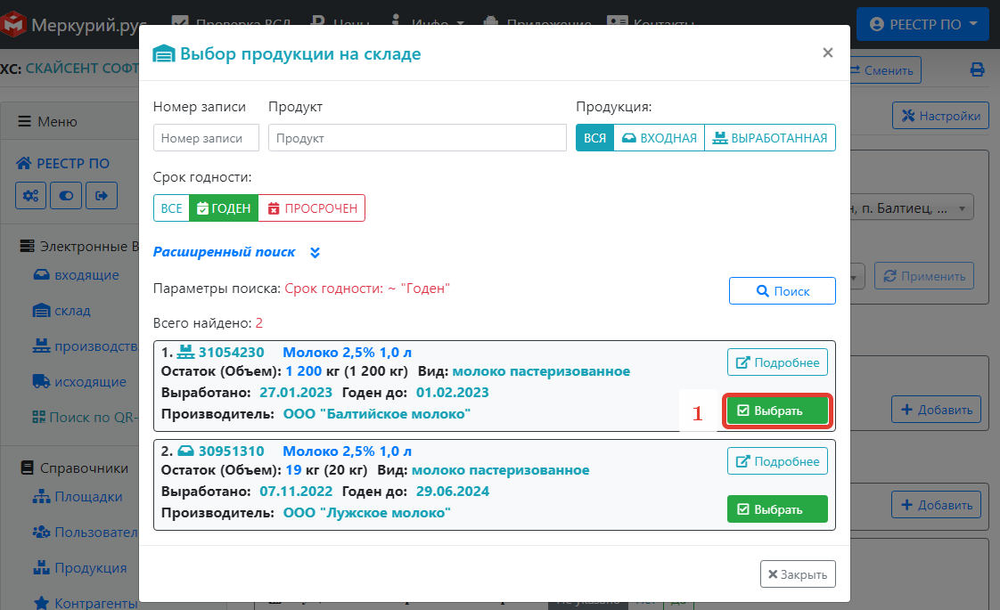 Меркурий.рус Проверка ВСД Цены Инфо Приложение Контакты РЕЕСТР ПО
ХС: СКАЙСЕНТ СОФТ Сменить
Меню
Настройки
РЕЕСТР ПО
н, п. Балтиец, ...
Электронные В
входящие
склад
Применить
производств
исходящие
Поиск по QR-
Добавить
Справочники
Площадки
Добавить
Пользовател
Продукция
Контрагенты
Выбор продукции на складе ×
Номер записи Продукт Продукция:
Номер записи Продукт ВСЯ ВХОДНАЯ ВЫРАБОТАННАЯ
Срок годности:
ВСЕ ГОДЕН ПРОСРОЧЕН
Расширенный поиск
Параметры поиска: Срок годности: ~ "Годен"
Поиск
Всего найдено: 2
1. 31054230 Молоко 2,5% 1,0 л
Подробнее
Остаток (Объем): 1 200 кг (1 200 кг) Вид: молоко пастеризованное
Выработано: 27.01.2023 Годен до: 01.02.2023
Производитель: ООО "Балтийское молоко"
1 Выбрать
2. 30951310 Молоко 2,5% 1,0 л
Подробнее
Остаток (Объем): 19 кг (20 кг) Вид: молоко пастеризованное
Выработано: 07.11.2022 Годен до: 29.06.2024
Производитель: ООО "Лужское молоко"
Выбрать
Закрыть